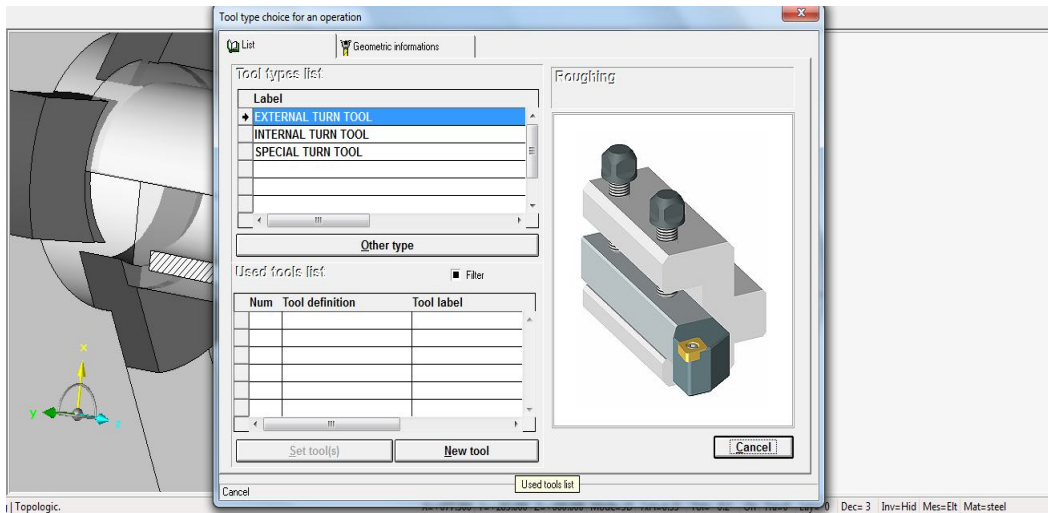 Tool type choice for an operation
List
Geometric informations
Tool types list
Label
EXTERNAL TURN TOOL
INTERNAL TURN TOOL
SPECIAL TURN TOOL
Other type
Used tools list
Filter
Num Tool definition Tool label
Set tool(s) New tool
Roughing
Cancel
Used tools list
Cancel
x
y
z
Topologic.
Dec= 3 Inv=Hid Mes=Elt Mat=steel